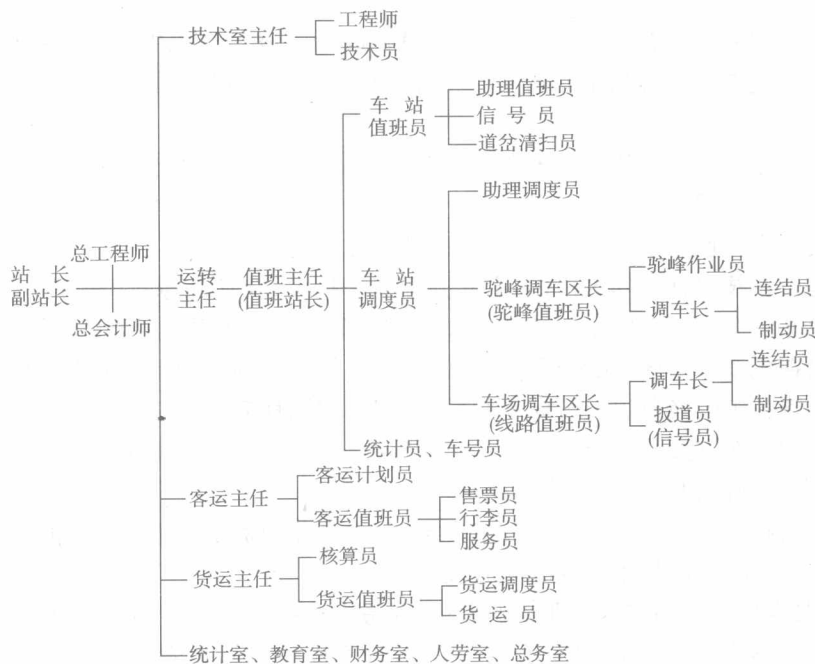 技术室主任
工程师
技术员
车 站
值班员
助理值班员
信 号 员
道岔清扫员
助理调度员
总工程师
站 长
副站长
总会计师
运转
主任
值班主任
(值班站长)
车 站
调度员
驼峰调车区长
(驼峰值班员)
驼峰作业员
调车长
连结员
制动员
车场调车区长
(线路值班员)
调车长
连结员
制动员
扳道员
(信号员)
统计员、车号员
客运主任
客运计划员
客运值班员
售票员
行李员
服务员
货运主任
核算员
货运值班员
货运调度员
货 运 员
统计室、教育室、财务室、人劳室、总务室